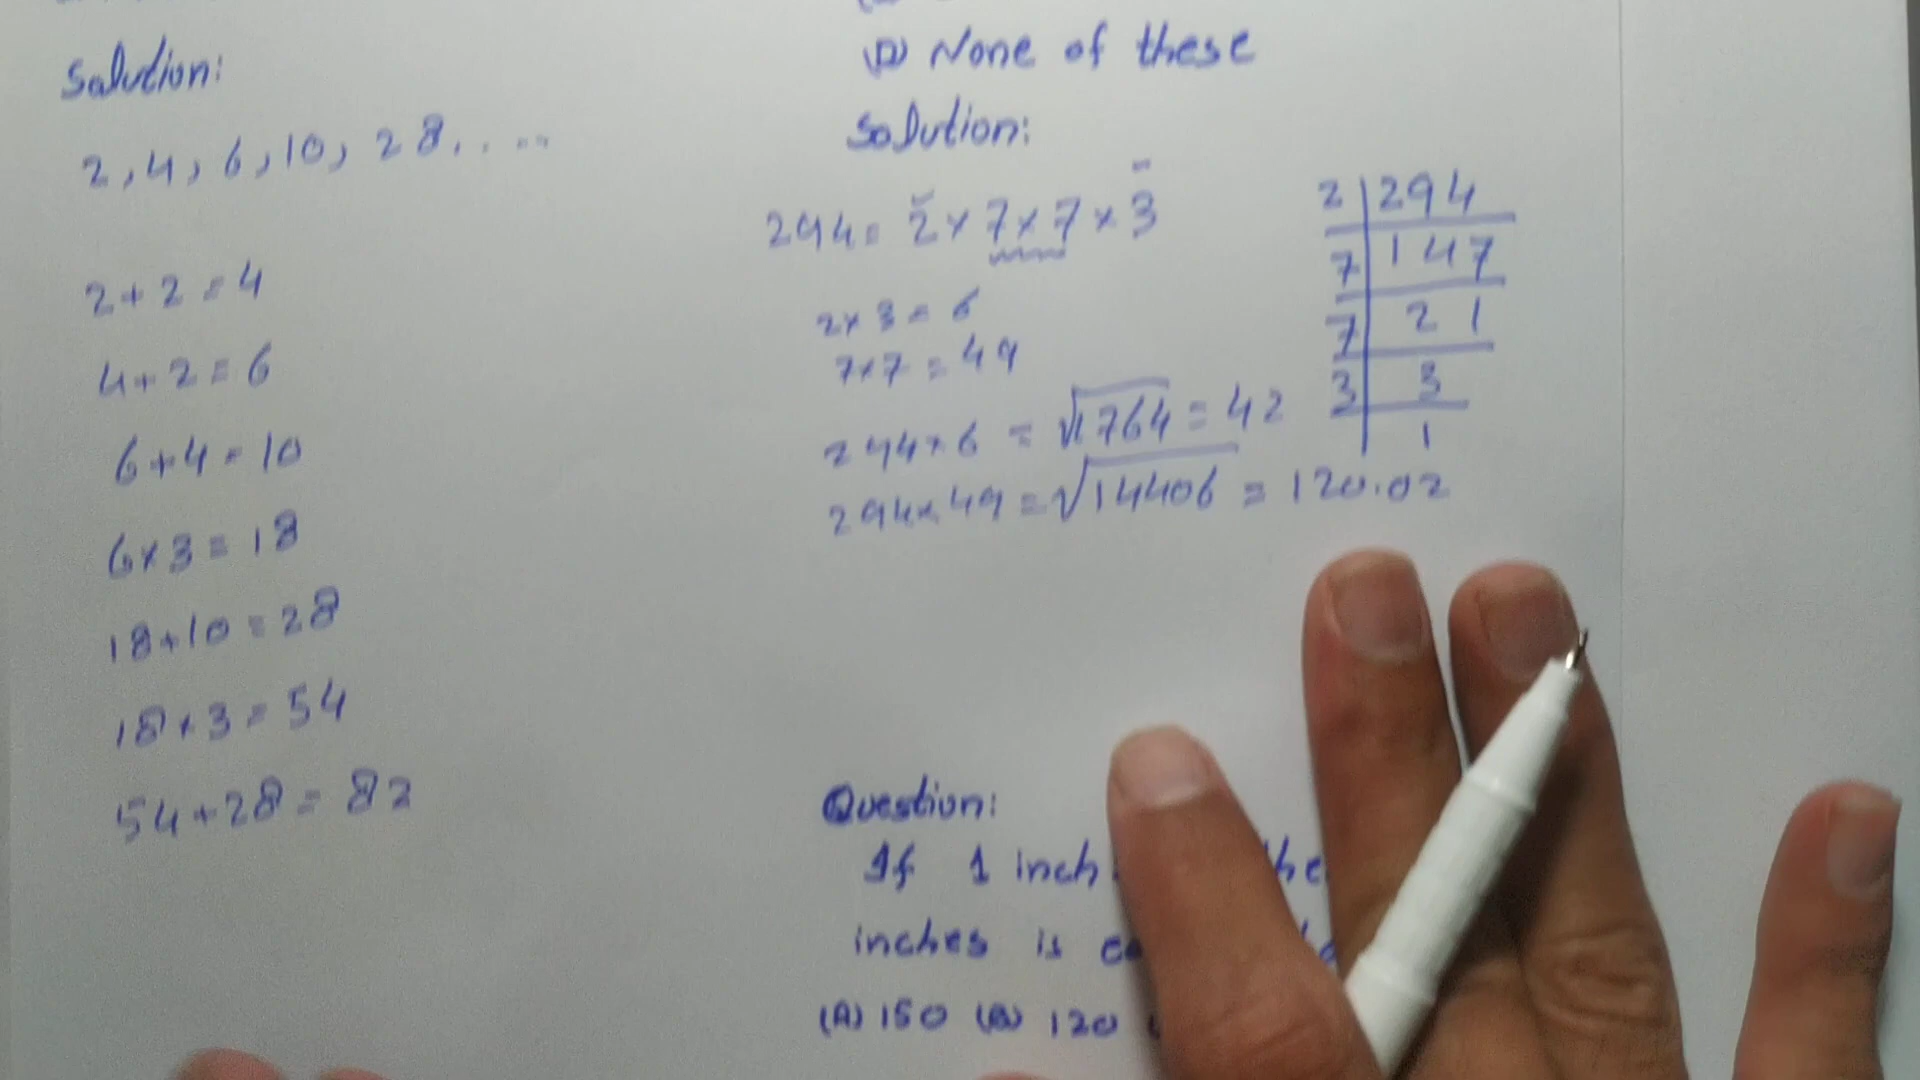 Solution:
2, 4, 6, 10, 28, . . . .
2 + 2 = 4
4 + 2 = 6
6 + 4 = 10
6 × 3 = 18
18 + 10 = 28
18 × 3 = 54
54 + 28 = 82
(D) None of these
Solution:
294 = 2 × 7 × 7 × 3
2 × 3 = 6
7 × 7 = 49
294 × 6 = √1764 = 42
294 × 49 = √14406 = 120.02
2 | 294
7 | 147
7 | 21
3 | 3
1
Question:
If 1 inch
inches is
(A) 150 (B) 120